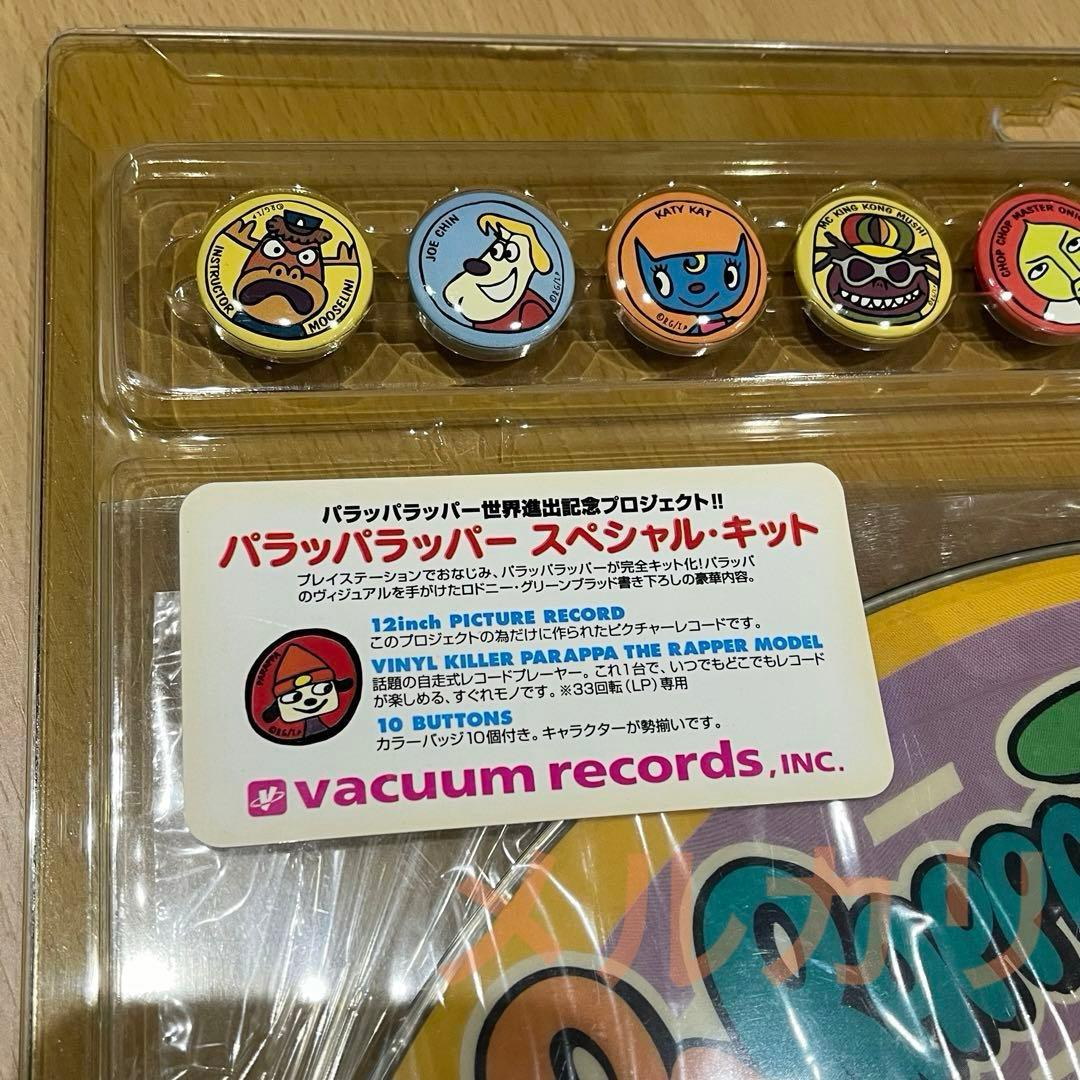 INSTRUCTOR MOOSELINI
JOE CHIN
©RG/LP
KATY KAT
©RG/LP
MC KING KONG MUSHI
CHOP CHOP MASTER ONI
パラッパラッパー世界進出記念プロジェクト!!
パラッパラッパー スペシャル・キット
プレイステーションでおなじみ、パラッパラッパーが完全キット化!パラッパ
のヴィジュアルを手がけたロドニー・グリーンブラッド書き下ろしの豪華内容。
12inch PICTURE RECORD
このプロジェクトの為だけに作られたピクチャーレコードです。
VINYL KILLER PARAPPA THE RAPPER MODEL
話題の自走式レコードプレーヤー。これ1台で、いつでもどこでもレコード
が楽しめる、すぐれモノです。※33回転(LP)専用
10 BUTTONS
カラーバッジ10個付き。キャラクターが勢揃いです。
PARAPPA
©RG/LP
vacuum records, INC.
メルカリ